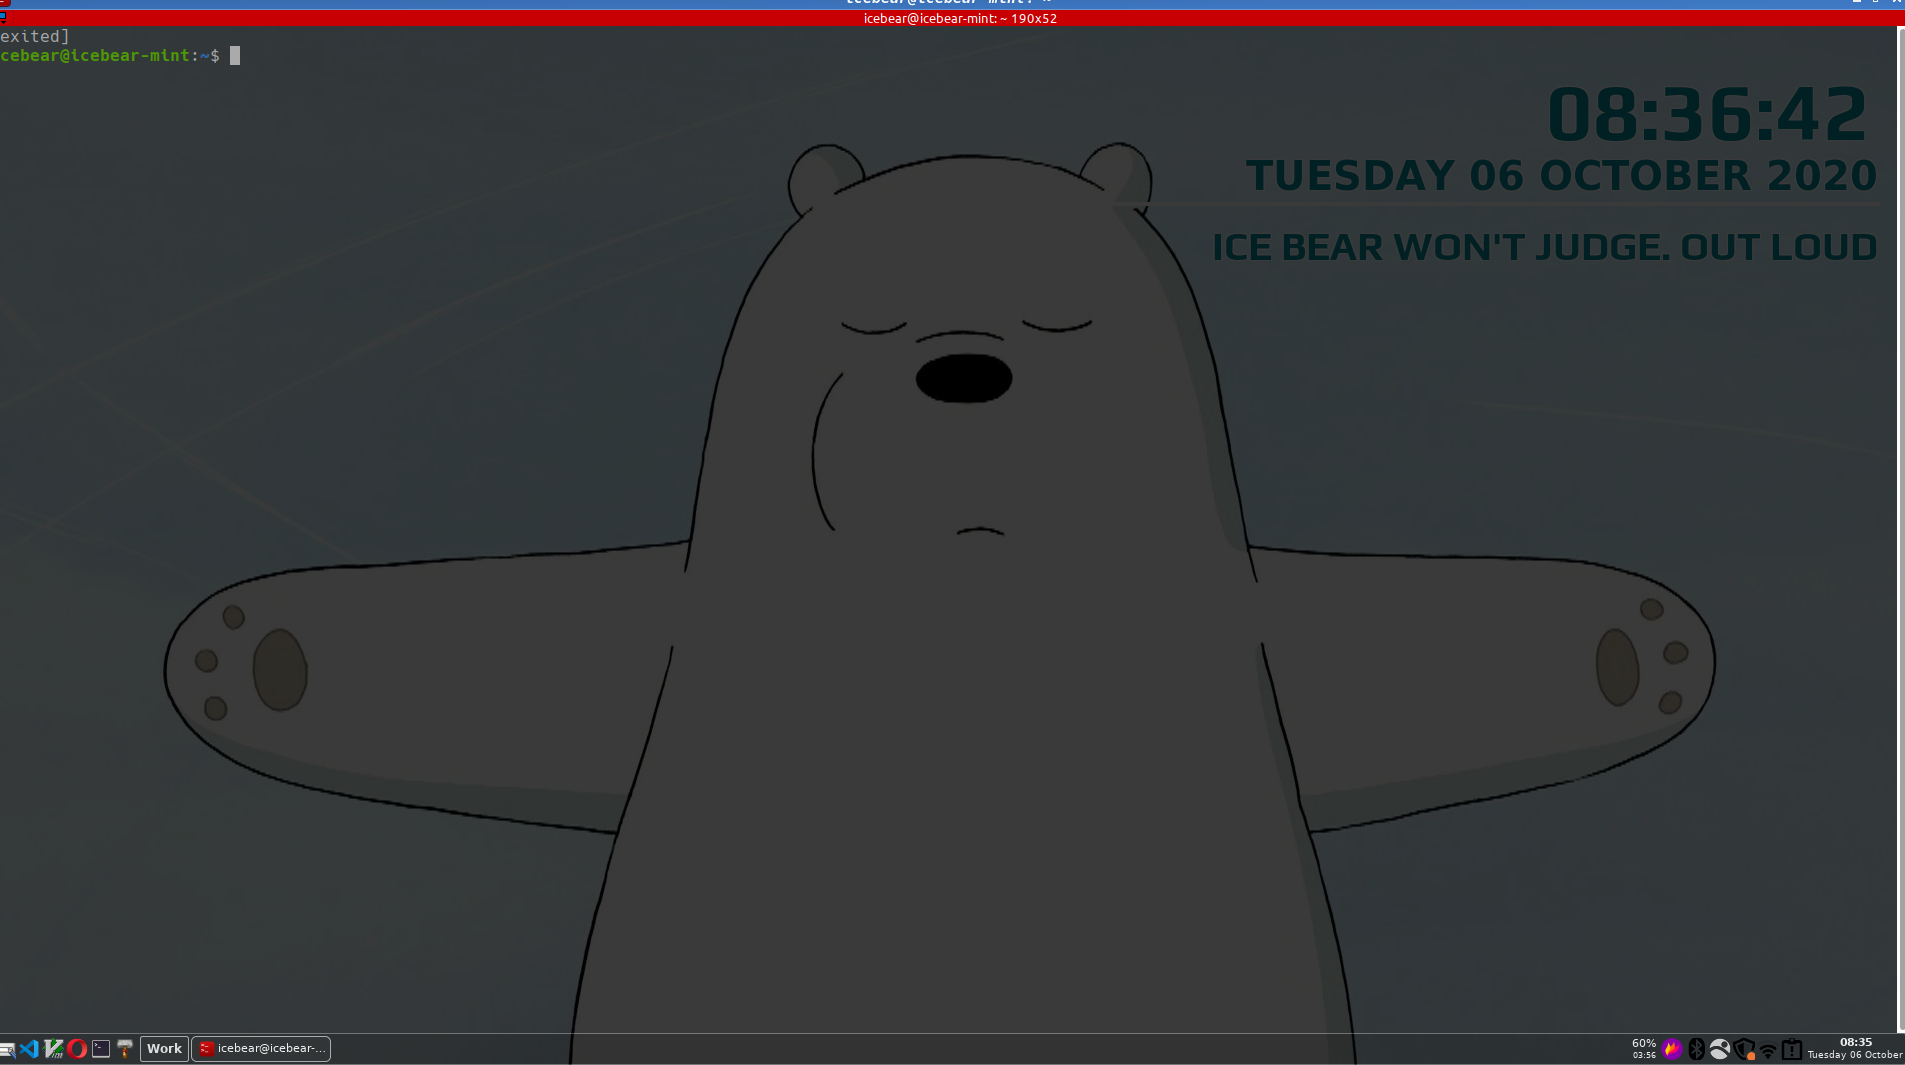 icebear@icebear-mint: ~
icebear@icebear-mint: ~ 190x52
exited]
cebear@icebear-mint:~$
08:36:42
TUESDAY 06 OCTOBER 2020
ICE BEAR WON'T JUDGE. OUT LOUD
Work
icebear@icebear-...
60%
03:56
08:35
Tuesday 06 October